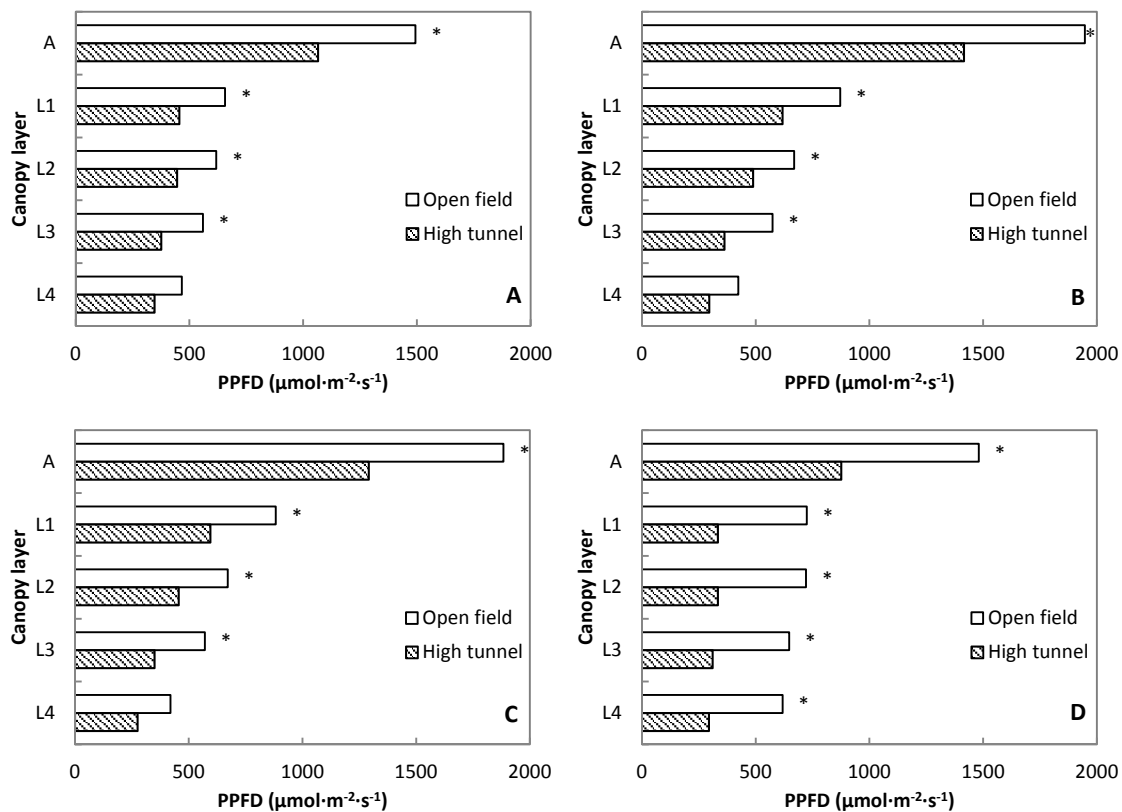 A
*
L1
*
L2
*
L3
*
L4
Canopy layer
Open field
High tunnel
A
0 500 1000 1500 2000
PPFD (µmol·m⁻²·s⁻¹)
A
*
L1
*
L2
*
L3
*
L4
Canopy layer
Open field
High tunnel
B
0 500 1000 1500 2000
PPFD (µmol·m⁻²·s⁻¹)
A
*
L1
*
L2
*
L3
*
L4
Canopy layer
Open field
High tunnel
C
0 500 1000 1500 2000
PPFD (µmol·m⁻²·s⁻¹)
A
*
L1
*
L2
*
L3
*
L4
*
Canopy layer
Open field
High tunnel
D
0 500 1000 1500 2000
PPFD (µmol·m⁻²·s⁻¹)